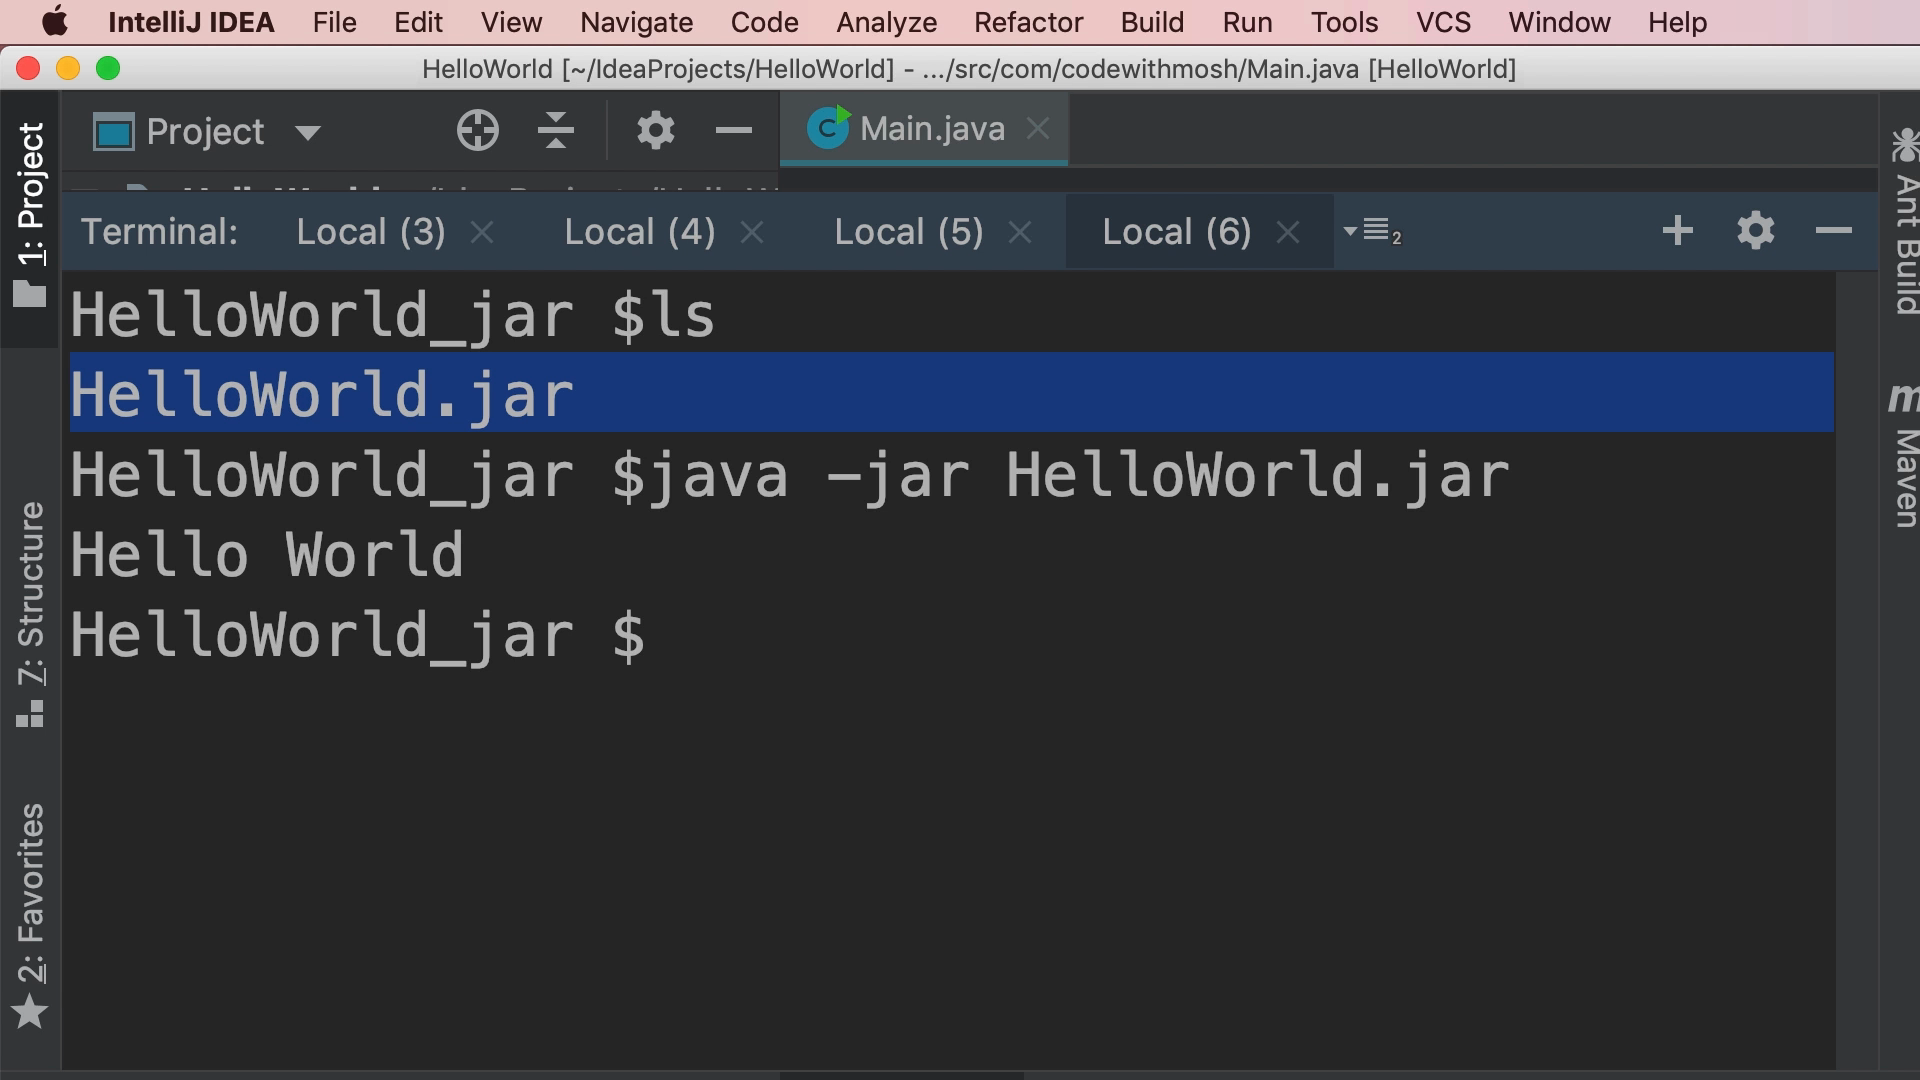 IntelliJ IDEA File Edit View Navigate Code Analyze Refactor Build Run Tools VCS Window Help
HelloWorld [~/IdeaProjects/HelloWorld] - .../src/com/codewithmosh/Main.java [HelloWorld]
Project
Main.java
Terminal: Local (3) Local (4) Local (5) Local (6) 2
HelloWorld_jar $ls
HelloWorld.jar
HelloWorld_jar $java -jar HelloWorld.jar
Hello World
HelloWorld_jar $
1: Project
7: Structure
2: Favorites
Ant Build
m
Maven